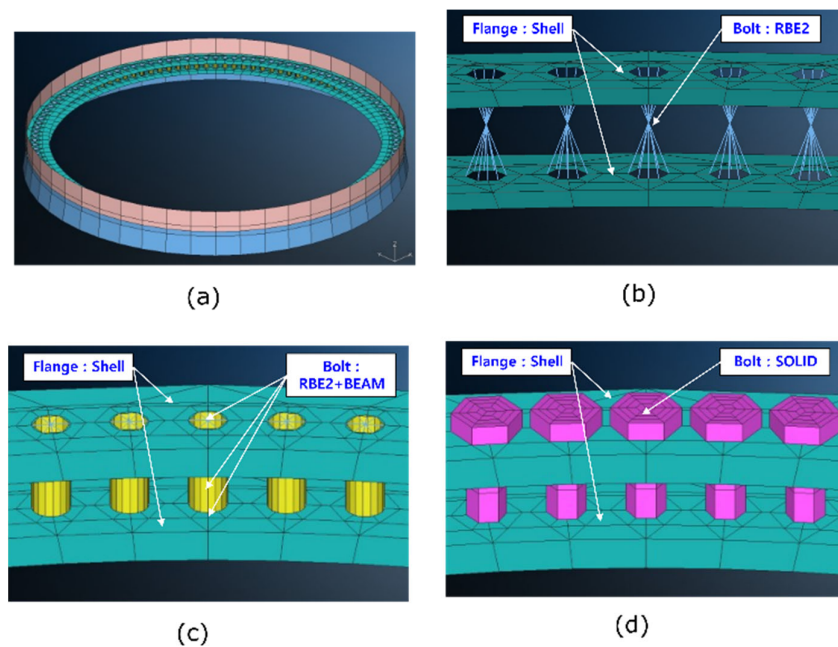 Flange : Shell
Bolt : RBE2
(a)
(b)
Flange : Shell
Bolt :
RBE2+BEAM
Flange : Shell
Bolt : SOLID
(c)
(d)